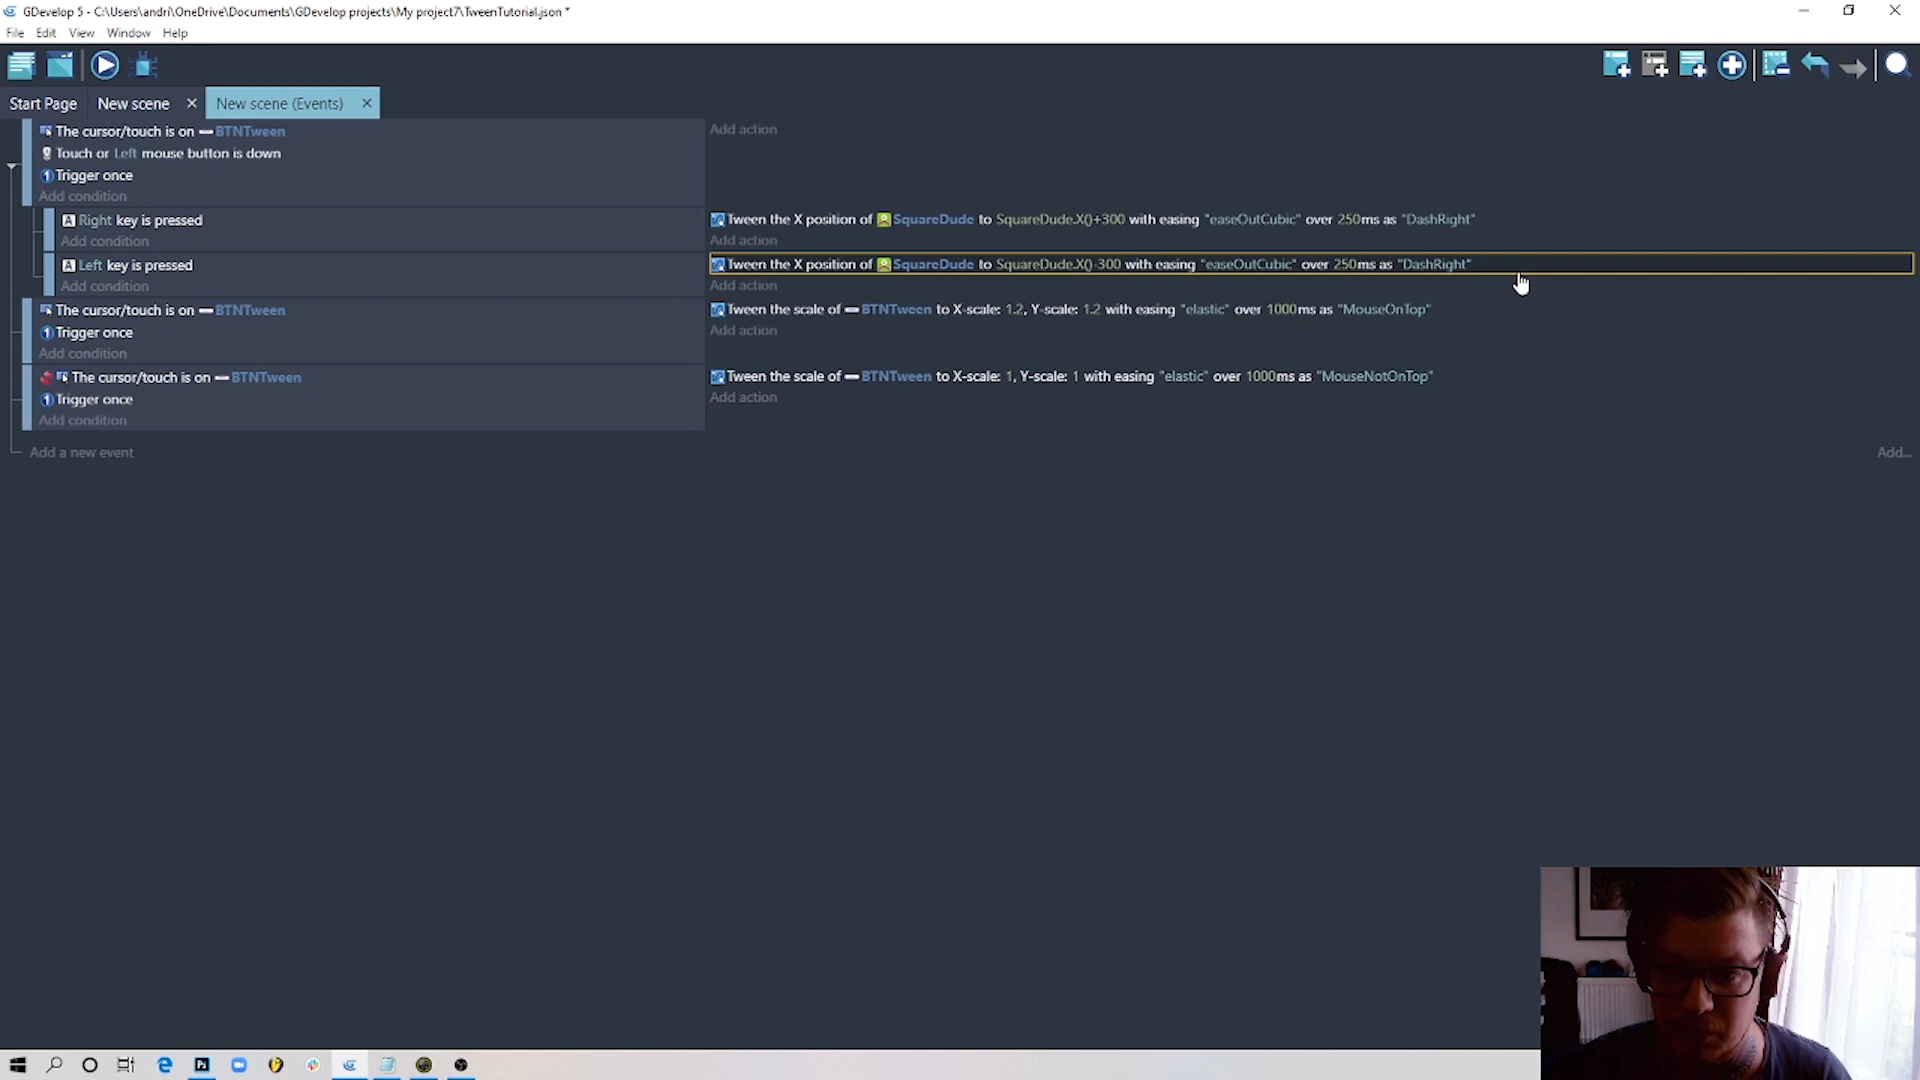 GDevelop 5 - C:\Users\andri\OneDrive\Documents\GDevelop projects\My project7\TweenTutorial.json *
File Edit View Window Help
Start Page New scene New scene (Events)
The cursor/touch is on BTNTween Add action
Touch or Left mouse button is down
Trigger once
Add condition
Right key is pressed Tween the X position of SquareDude to SquareDude.X()+300 with easing "easeOutCubic" over 250ms as "DashRight"
Add condition Add action
Left key is pressed Tween the X position of SquareDude to SquareDude.X()-300 with easing "easeOutCubic" over 250ms as "DashRight"
Add condition Add action
The cursor/touch is on BTNTween Tween the scale of BTNTween to X-scale: 1.2, Y-scale: 1.2 with easing "elastic" over 1000ms as "MouseOnTop"
Trigger once Add action
Add condition
The cursor/touch is on BTNTween Tween the scale of BTNTween to X-scale: 1, Y-scale: 1 with easing "elastic" over 1000ms as "MouseNotOnTop"
Trigger once Add action
Add condition
Add a new event Add...